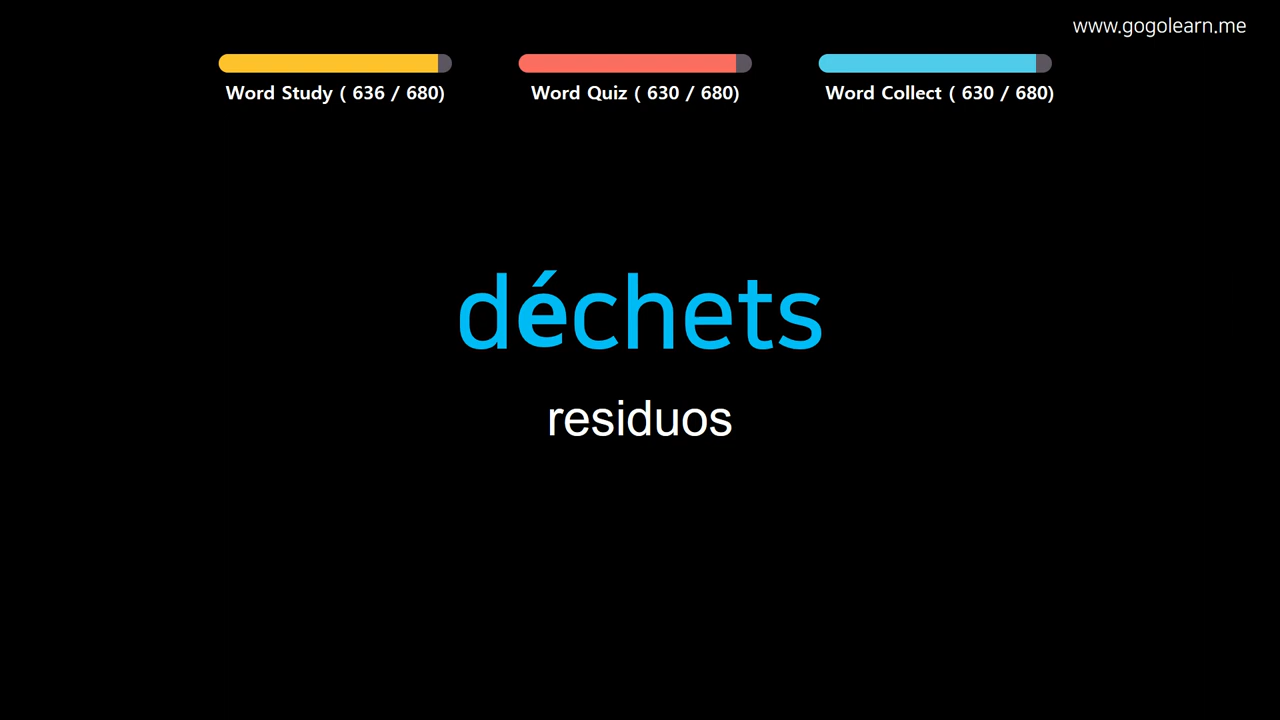 www.gogolearn.me
Word Study ( 636 / 680)
Word Quiz ( 630 / 680)
Word Collect ( 630 / 680)
déchets
residuos